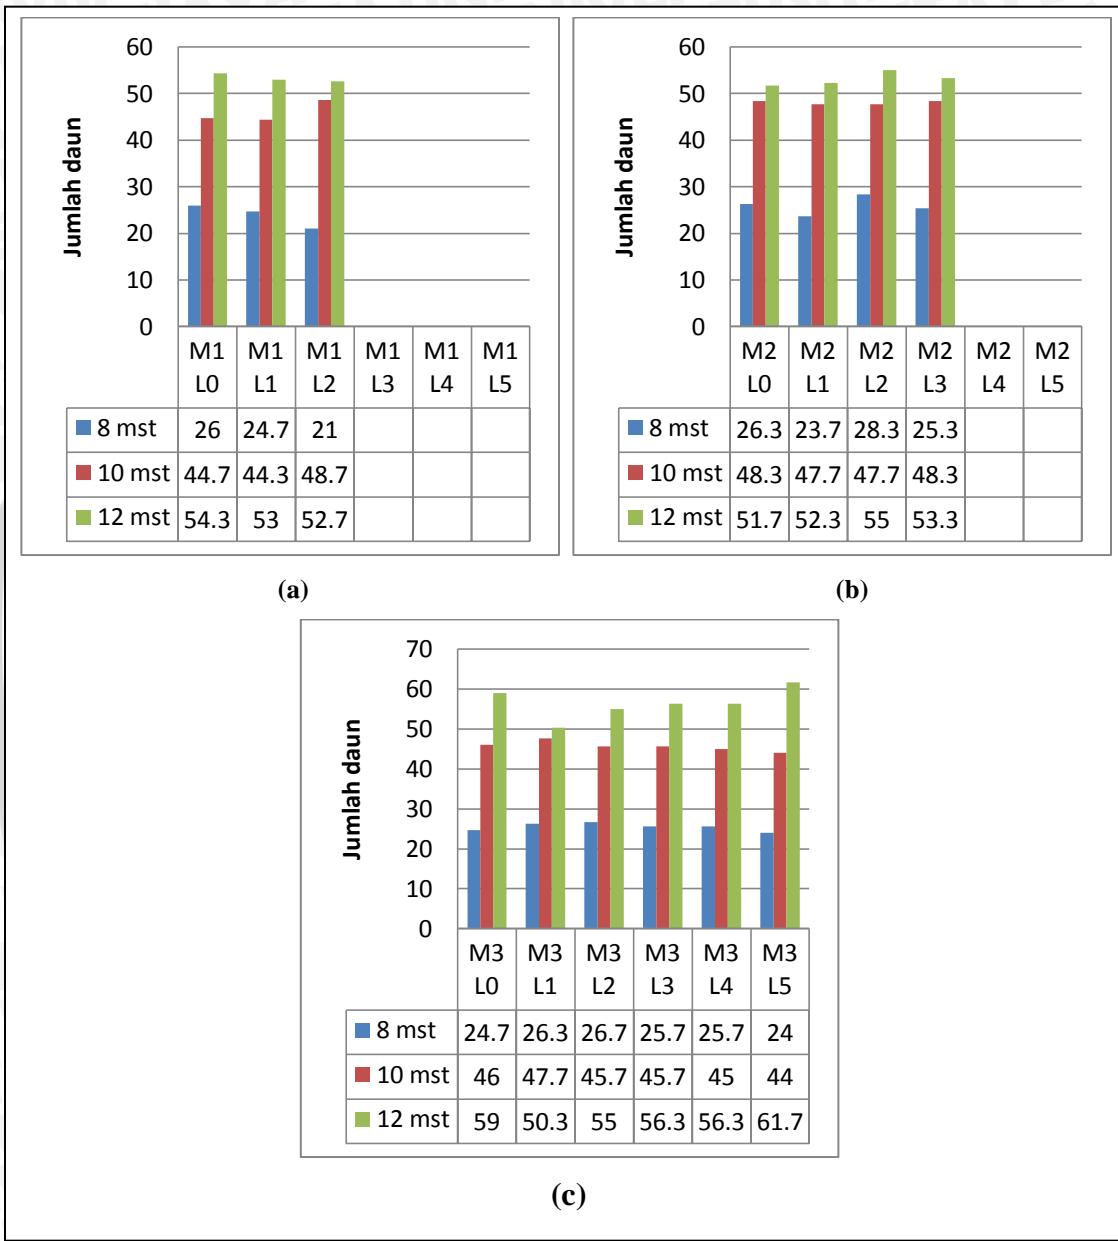 60
50
40
30
20
10
0
Jumlah daun
M1 M1 M1 M1 M1 M1
L0 L1 L2 L3 L4 L5
8 mst 26 24.7 21
10 mst 44.7 44.3 48.7
12 mst 54.3 53 52.7
(a)
60
50
40
30
20
10
0
Jumlah daun
M2 M2 M2 M2 M2 M2
L0 L1 L2 L3 L4 L5
8 mst 26.3 23.7 28.3 25.3
10 mst 48.3 47.7 47.7 48.3
12 mst 51.7 52.3 55 53.3
(b)
70
60
50
40
30
20
10
0
Jumlah daun
M3 M3 M3 M3 M3 M3
L0 L1 L2 L3 L4 L5
8 mst 24.7 26.3 26.7 25.7 25.7 24
10 mst 46 47.7 45.7 45.7 45 44
12 mst 59 50.3 55 56.3 56.3 61.7
(c)